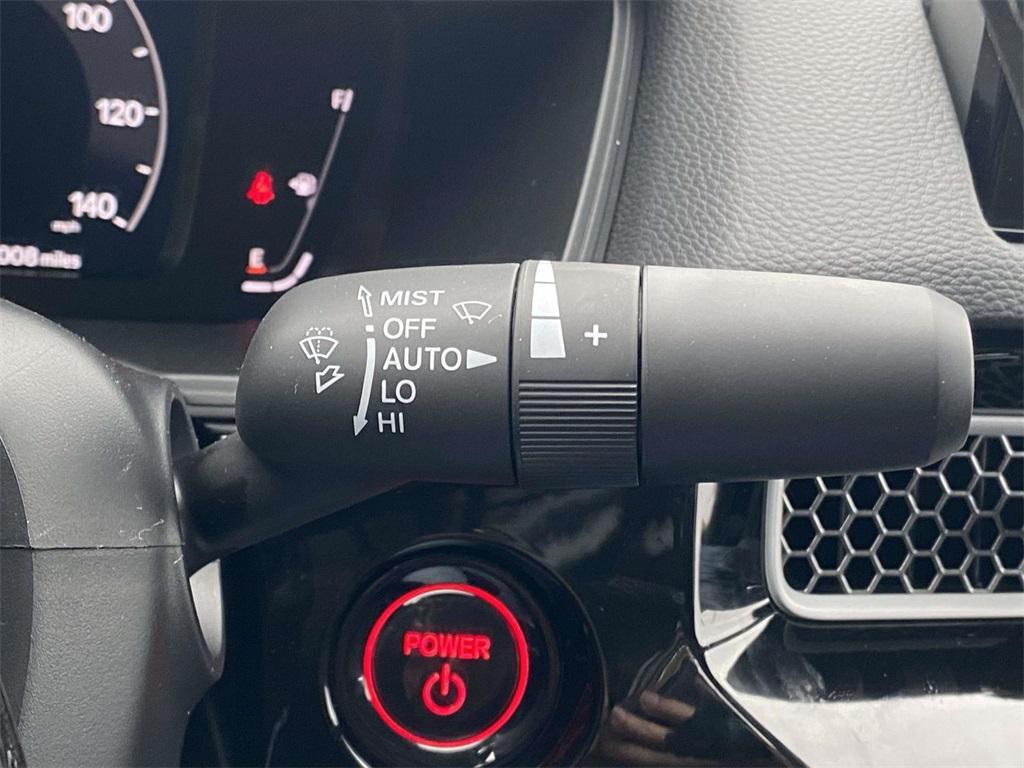 100
120
140
mph
008 miles
F
E
MIST
OFF
AUTO
LO
HI
+
POWER